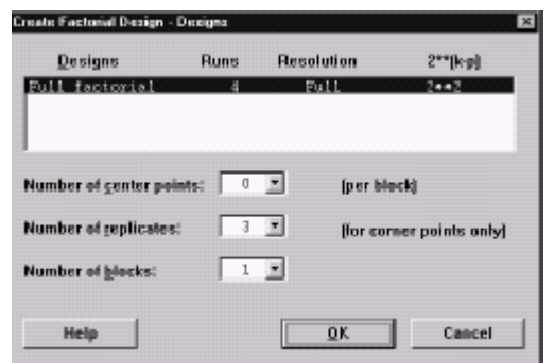 Create Factorial Design - Designs
Designs Runs Resolution 2**(k-p)
Full factorial 4 Full 2**2
Number of center points: 0 (per block)
Number of replicates: 3 (for corner points only)
Number of blocks: 1
Help OK Cancel